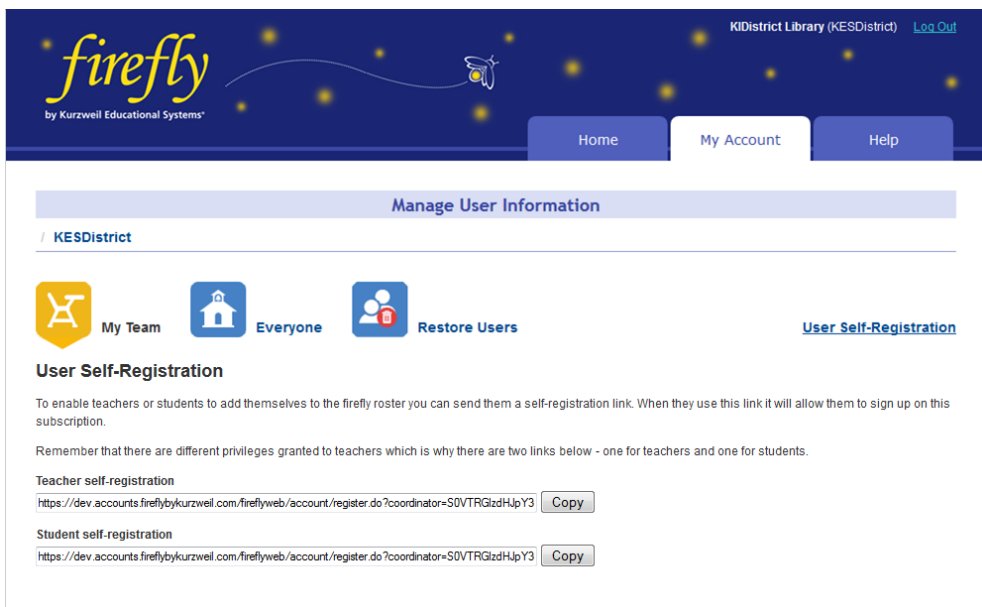 KIDistrict Library (KESDistrict) Log Out
firefly
by Kurzweil Educational Systems
Home My Account Help
Manage User Information
/ KESDistrict
My Team Everyone Restore Users User Self-Registration
User Self-Registration
To enable teachers or students to add themselves to the firefly roster you can send them a self-registration link. When they use this link it will allow them to sign up on this
subscription.
Remember that there are different privileges granted to teachers which is why there are two links below - one for teachers and one for students.
Teacher self-registration
https://dev.accounts.fireflybykurzweil.com/fireflyweb/account/register.do?coordinator=S0VTRGlzdHJpY3 Copy
Student self-registration
https://dev.accounts.fireflybykurzweil.com/fireflyweb/account/register.do?coordinator=S0VTRGlzdHJpY3 Copy